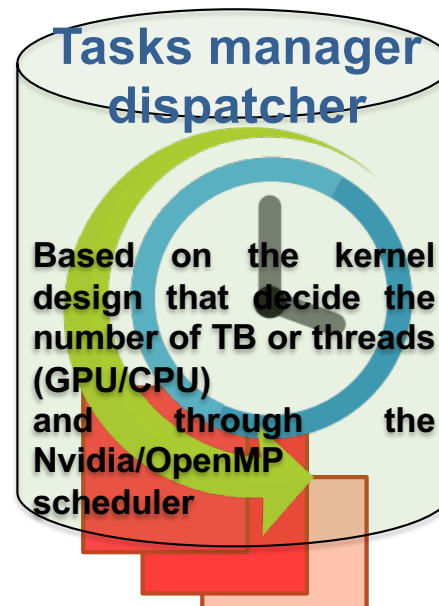 Tasks manager
dispatcher
Based on the kernel
design that decide the
number of TB or threads
(GPU/CPU)
and through the
Nvidia/OpenMP
scheduler